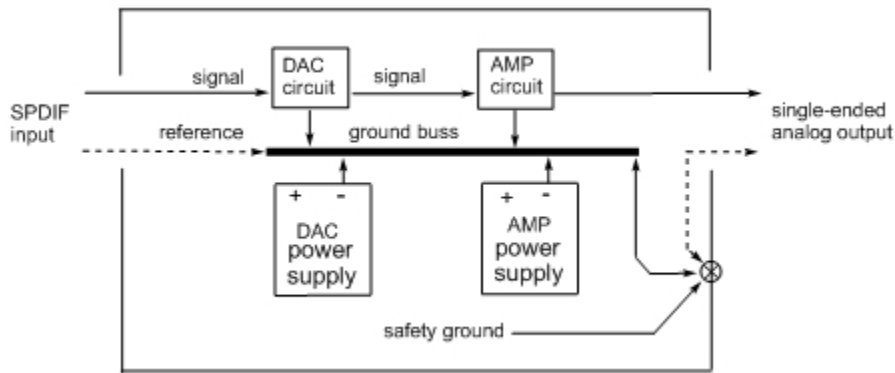 DAC
circuit
AMP
circuit
signal
signal
SPDIF
input
single-ended
analog output
reference
ground buss
+ -
DAC
power
supply
+ -
AMP
power
supply
safety ground